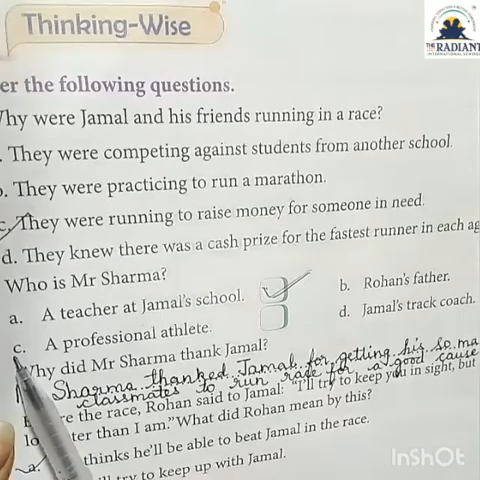 Thinking-Wise
THE RADIANT
INTERNATIONAL SCHOOL
er the following questions.
Why were Jamal and his friends running in a race?
They were competing against students from another school.
They were practicing to run a marathon.
c. They were running to raise money for someone in need.
d. They knew there was a cash prize for the fastest runner in each ag
Who is Mr Sharma?
a. A teacher at Jamal's school. b. Rohan's father.
c. A professional athlete. d. Jamal's track coach.
Why did Mr Sharma thank Jamal?
Sharma thanked Jamal for getting his so ma
classmates to run race for a good cause
re the race, Rohan said to Jamal: "I'll try to keep you in sight, but
ter than I am." What did Rohan mean by this?
a. thinks he'll be able to beat Jamal in the race.
try to keep up with Jamal.
InShOt